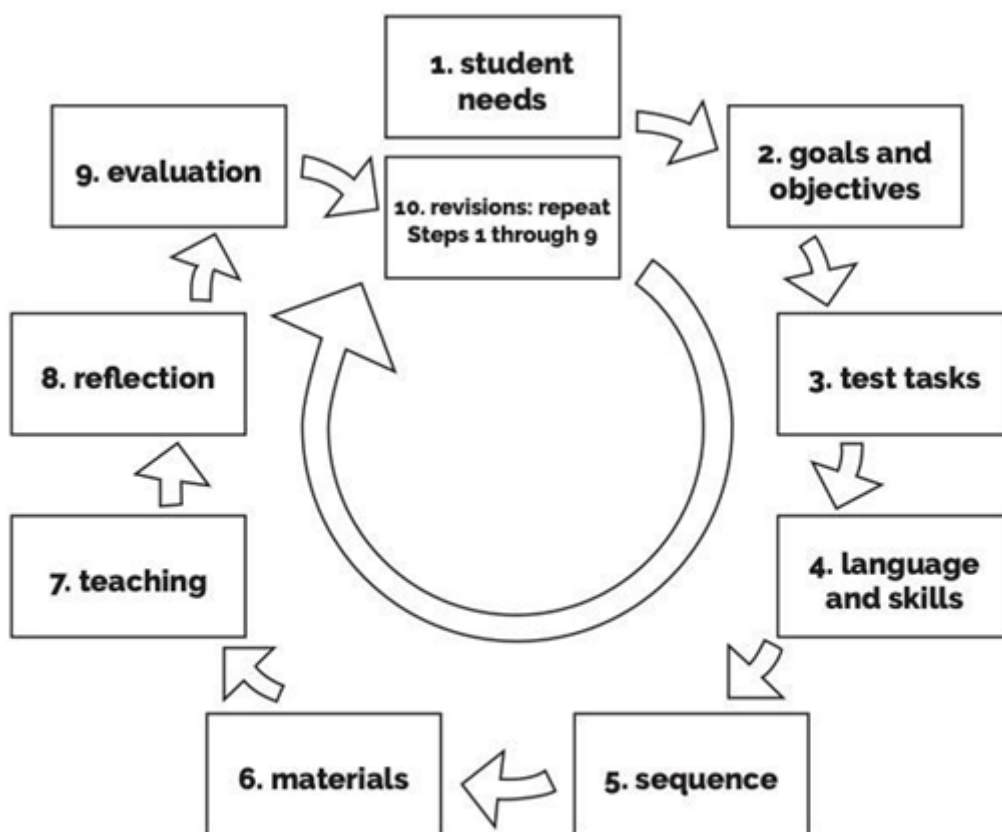 1. student
needs
2. goals and
objectives
3. test tasks
4. language
and skills
5. sequence
6. materials
7. teaching
8. reflection
9. evaluation
10. revisions: repeat
Steps 1 through 9